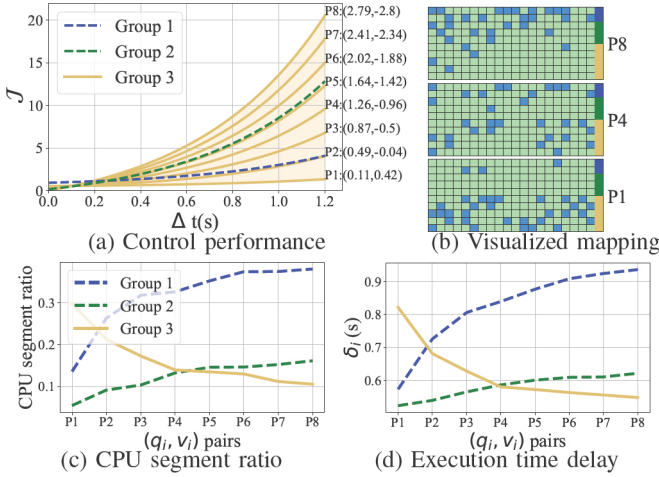 𝒥
20
15
10
5
0
Group 1
Group 2
Group 3
P8:(2.79,-2.8)
P7:(2.41,-2.34)
P6:(2.02,-1.88)
P5:(1.64,-1.42)
P4:(1.26,-0.96)
P3:(0.87,-0.5)
P2:(0.49,-0.04)
P1:(0.11,0.42)
0.0 0.2 0.4 0.6 0.8 1.0 1.2
Δ t(s)
(a) Control performance
P8
P4
P1
(b) Visualized mapping
CPU segment ratio
0.3
0.2
0.1
Group 1
Group 2
Group 3
P1 P2 P3 P4 P5 P6 P7 P8
(qᵢ, vᵢ) pairs
(c) CPU segment ratio
δᵢ (s)
0.9
0.8
0.7
0.6
P1 P2 P3 P4 P5 P6 P7 P8
(qᵢ, vᵢ) pairs
(d) Execution time delay